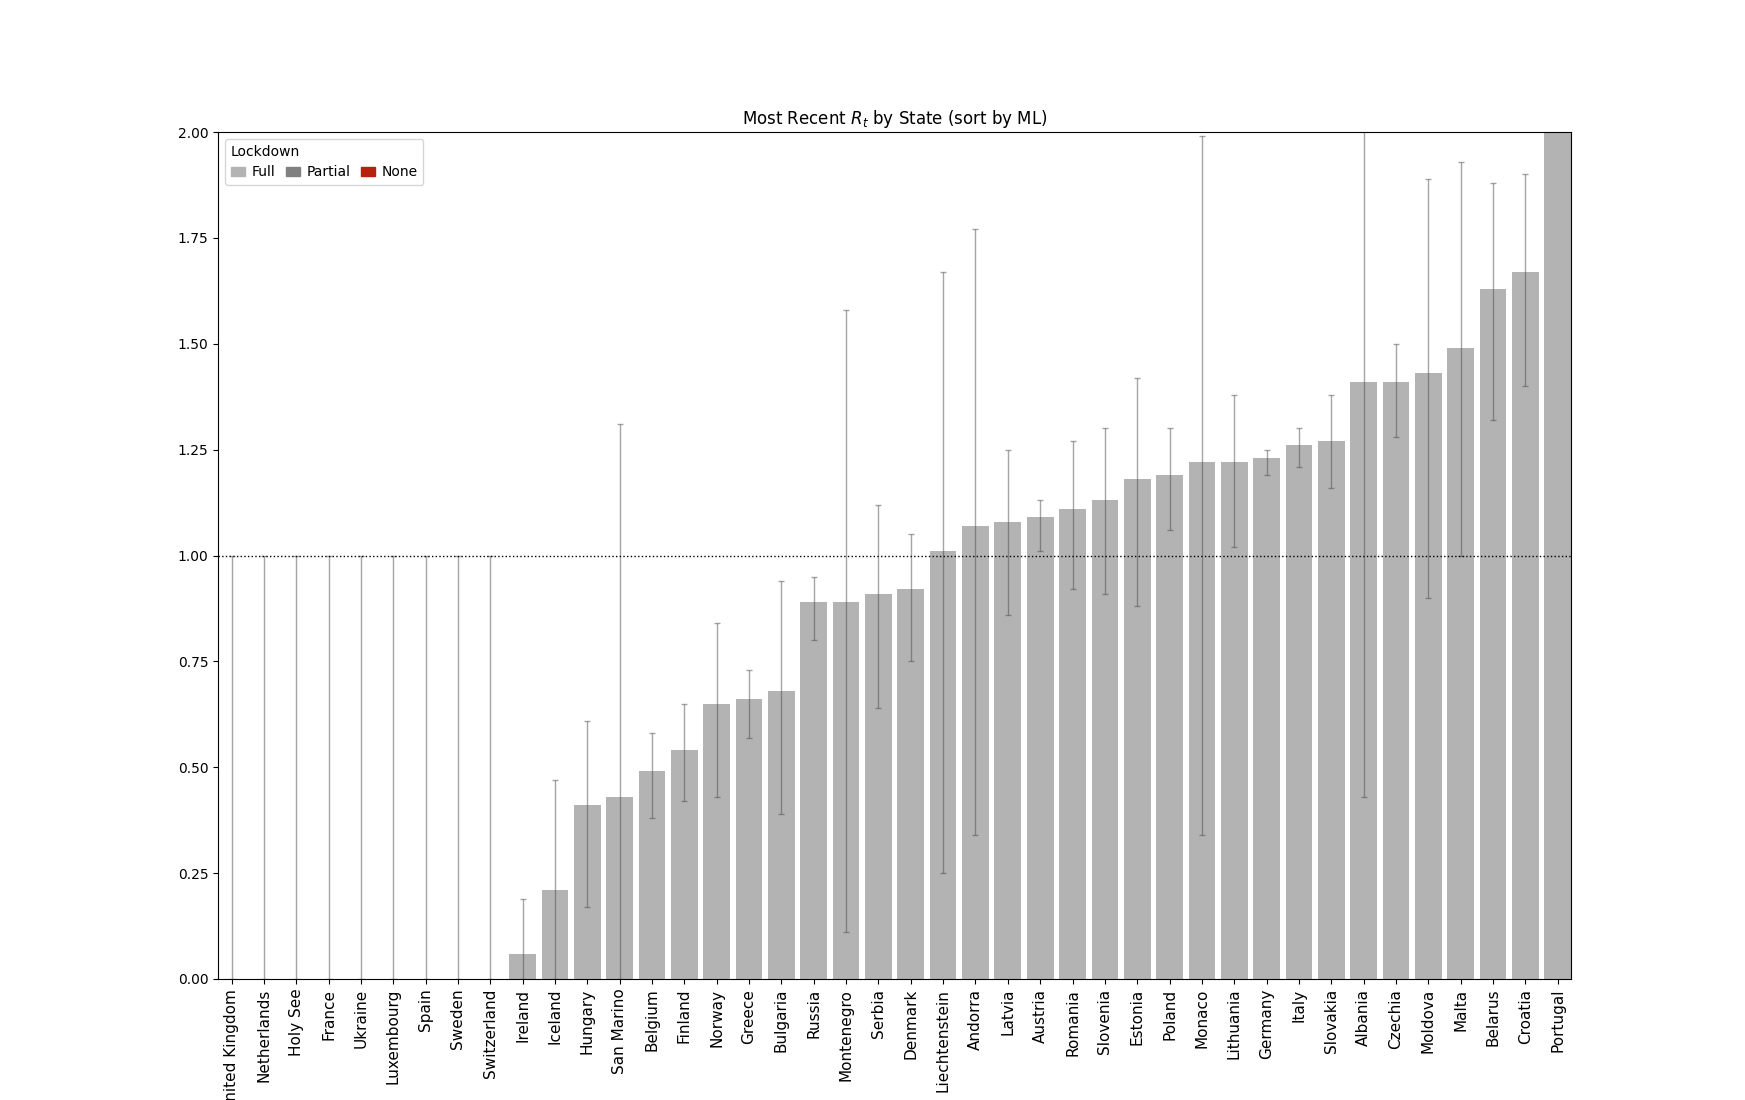 Most Recent Rt by State (sort by ML)
Lockdown
Full Partial None
2.00
1.75
1.50
1.25
1.00
0.75
0.50
0.25
0.00
nited Kingdom
Netherlands
Holy See
France
Ukraine
Luxembourg
Spain
Sweden
Switzerland
Ireland
Iceland
Hungary
San Marino
Belgium
Finland
Norway
Greece
Bulgaria
Russia
Montenegro
Serbia
Denmark
Liechtenstein
Andorra
Latvia
Austria
Romania
Slovenia
Estonia
Poland
Monaco
Lithuania
Germany
Italy
Slovakia
Albania
Czechia
Moldova
Malta
Belarus
Croatia
Portugal